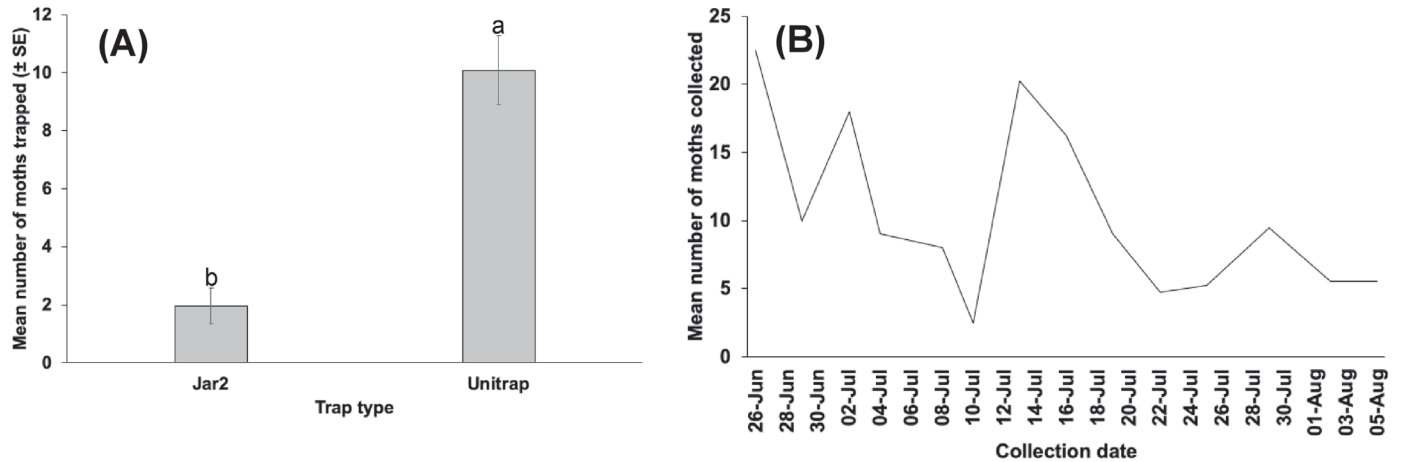 (A)
Mean number of moths trapped (± SE)
12
10
8
6
4
2
0
b
a
Jar2
Unitrap
Trap type
(B)
Mean number of moths collected
25
20
15
10
5
0
26-Jun
28-Jun
30-Jun
02-Jul
04-Jul
06-Jul
08-Jul
10-Jul
12-Jul
14-Jul
16-Jul
18-Jul
20-Jul
22-Jul
24-Jul
26-Jul
28-Jul
30-Jul
01-Aug
03-Aug
05-Aug
Collection date